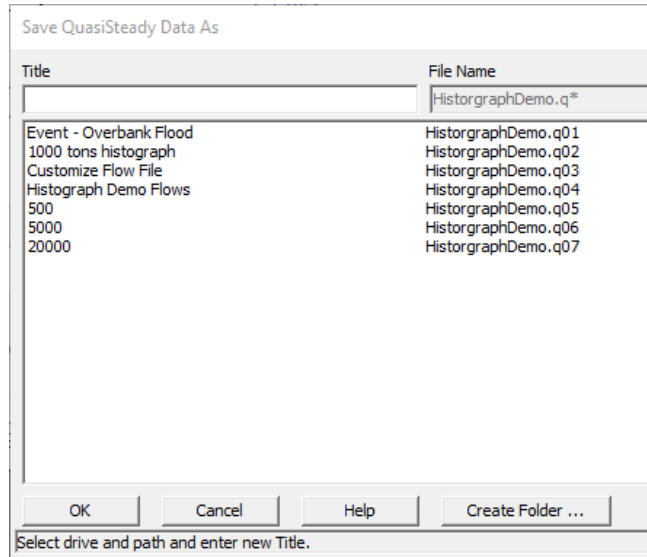 Save QuasiSteady Data As
Title File Name
HistorgraphDemo.q*
Event - Overbank Flood HistorgraphDemo.q01
1000 tons histograph HistorgraphDemo.q02
Customize Flow File HistorgraphDemo.q03
Histograph Demo Flows HistorgraphDemo.q04
500 HistorgraphDemo.q05
5000 HistorgraphDemo.q06
20000 HistorgraphDemo.q07
OK Cancel Help Create Folder ...
Select drive and path and enter new Title.